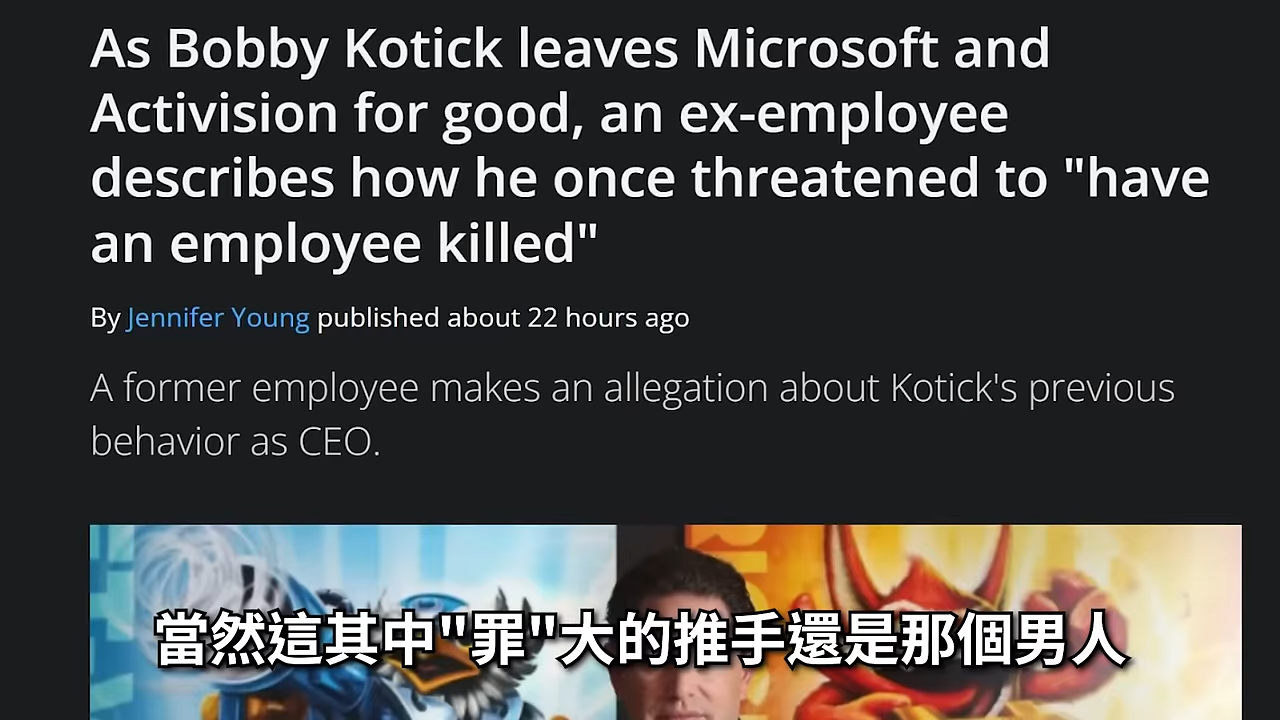 As Bobby Kotick leaves Microsoft and
Activision for good, an ex-employee
describes how he once threatened to "have
an employee killed"
By Jennifer Young published about 22 hours ago
A former employee makes an allegation about Kotick's previous
behavior as CEO.
當然這其中"罪"大的推手還是那個男人